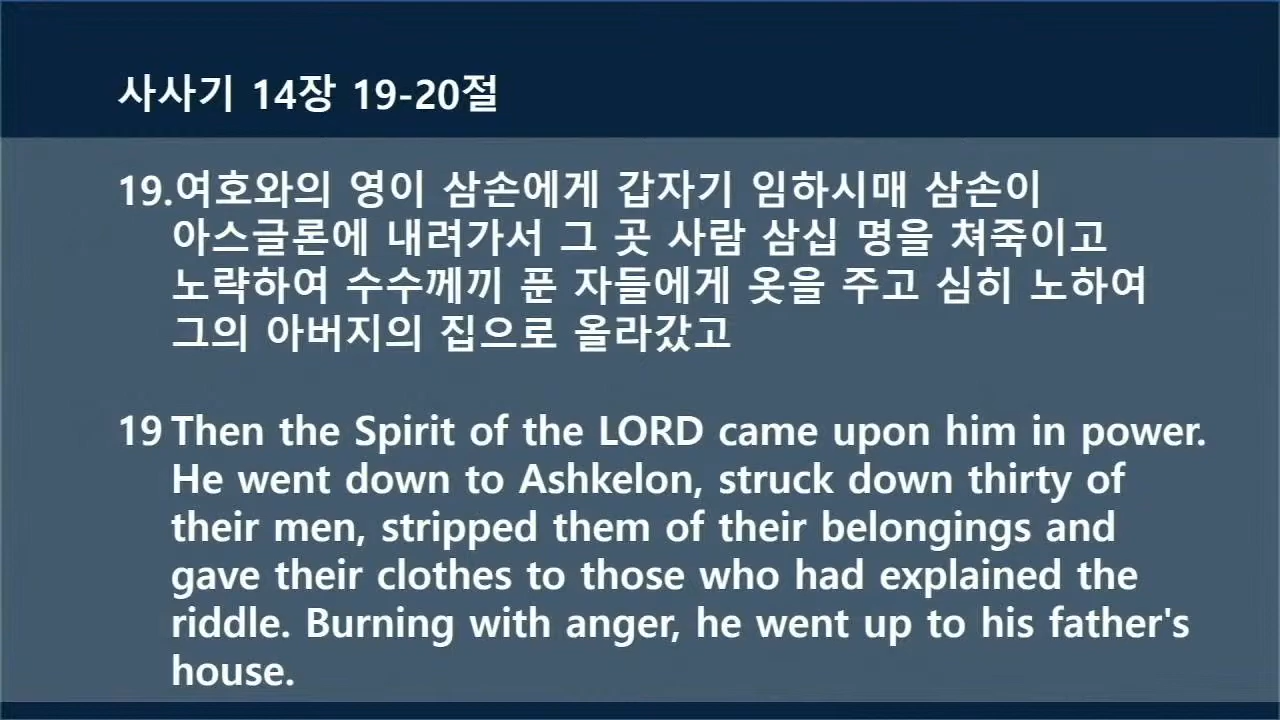 사사기 14장 19-20절
19.여호와의 영이 삼손에게 갑자기 임하시매 삼손이
아스글론에 내려가서 그 곳 사람 삼십 명을 쳐죽이고
노략하여 수수께끼 푼 자들에게 옷을 주고 심히 노하여
그의 아버지의 집으로 올라갔고
19 Then the Spirit of the LORD came upon him in power.
He went down to Ashkelon, struck down thirty of
their men, stripped them of their belongings and
gave their clothes to those who had explained the
riddle. Burning with anger, he went up to his father's
house.